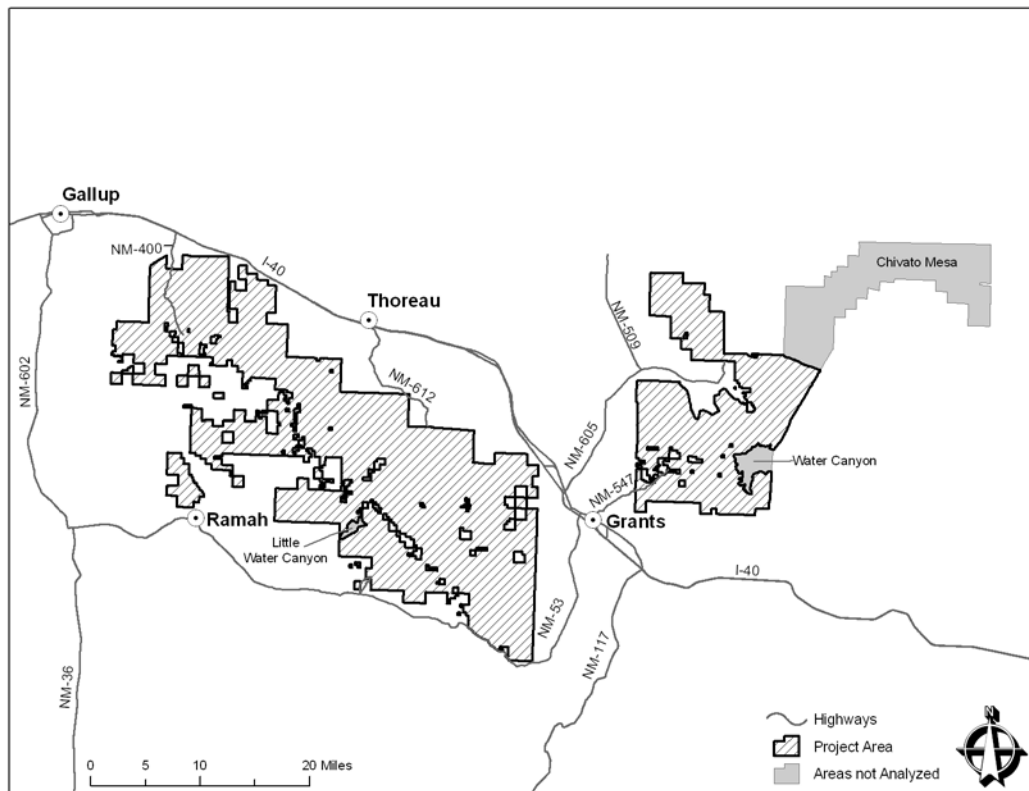 Gallup
NM-400
I-40
Chivato Mesa
Thoreau
NM-509
NM-602
NM-612
NM-605
Water Canyon
NM-547
Ramah
Grants
Little
Water Canyon
I-40
NM-53
NM-117
NM-36
N
Highways
Project Area
Areas not Analyzed
0 5 10 20 Miles